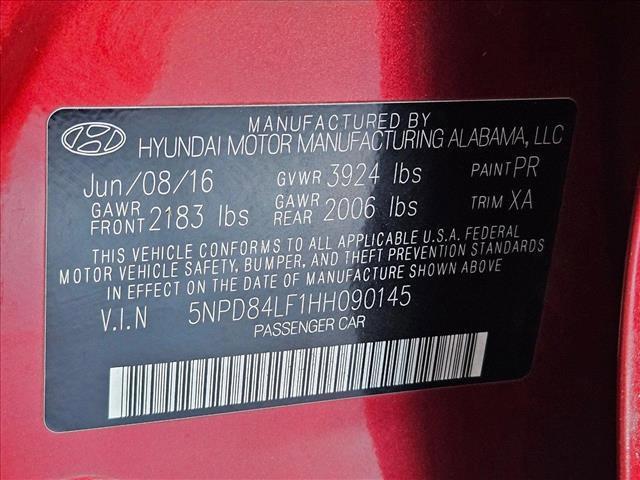 MANUFACTURED BY
HYUNDAI MOTOR MANUFACTURING ALABAMA, LLC
Jun/08/16 GVWR 3924 lbs PAINT PR
GAWR FRONT 2183 lbs GAWR REAR 2006 lbs TRIM XA
THIS VEHICLE CONFORMS TO ALL APPLICABLE U.S.A. FEDERAL
MOTOR VEHICLE SAFETY, BUMPER, AND THEFT PREVENTION STANDARDS
IN EFFECT ON THE DATE OF MANUFACTURE SHOWN ABOVE
V.I.N 5NPD84LF1HH090145
PASSENGER CAR